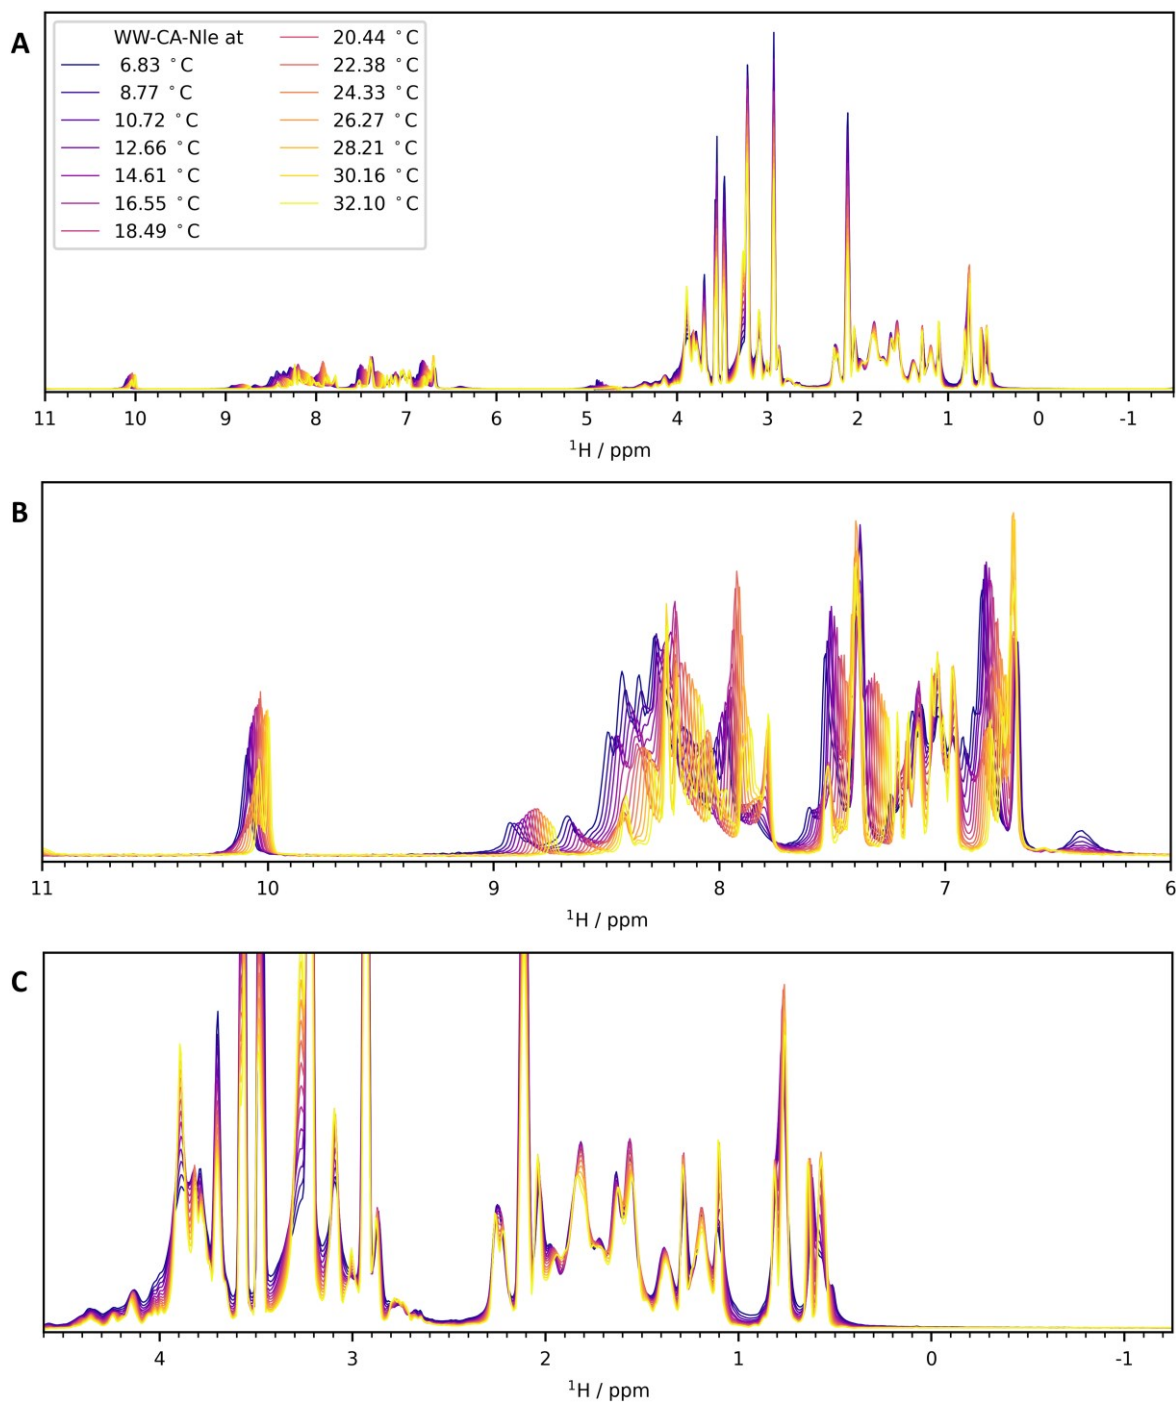 A
WW-CA-Nle at
6.83 °C
8.77 °C
10.72 °C
12.66 °C
14.61 °C
16.55 °C
18.49 °C
20.44 °C
22.38 °C
24.33 °C
26.27 °C
28.21 °C
30.16 °C
32.10 °C
11 10 9 8 7 6 5 4 3 2 1 0 -1
¹H / ppm
B
11 10 9 8 7 6
¹H / ppm
C
4 3 2 1 0 -1
¹H / ppm